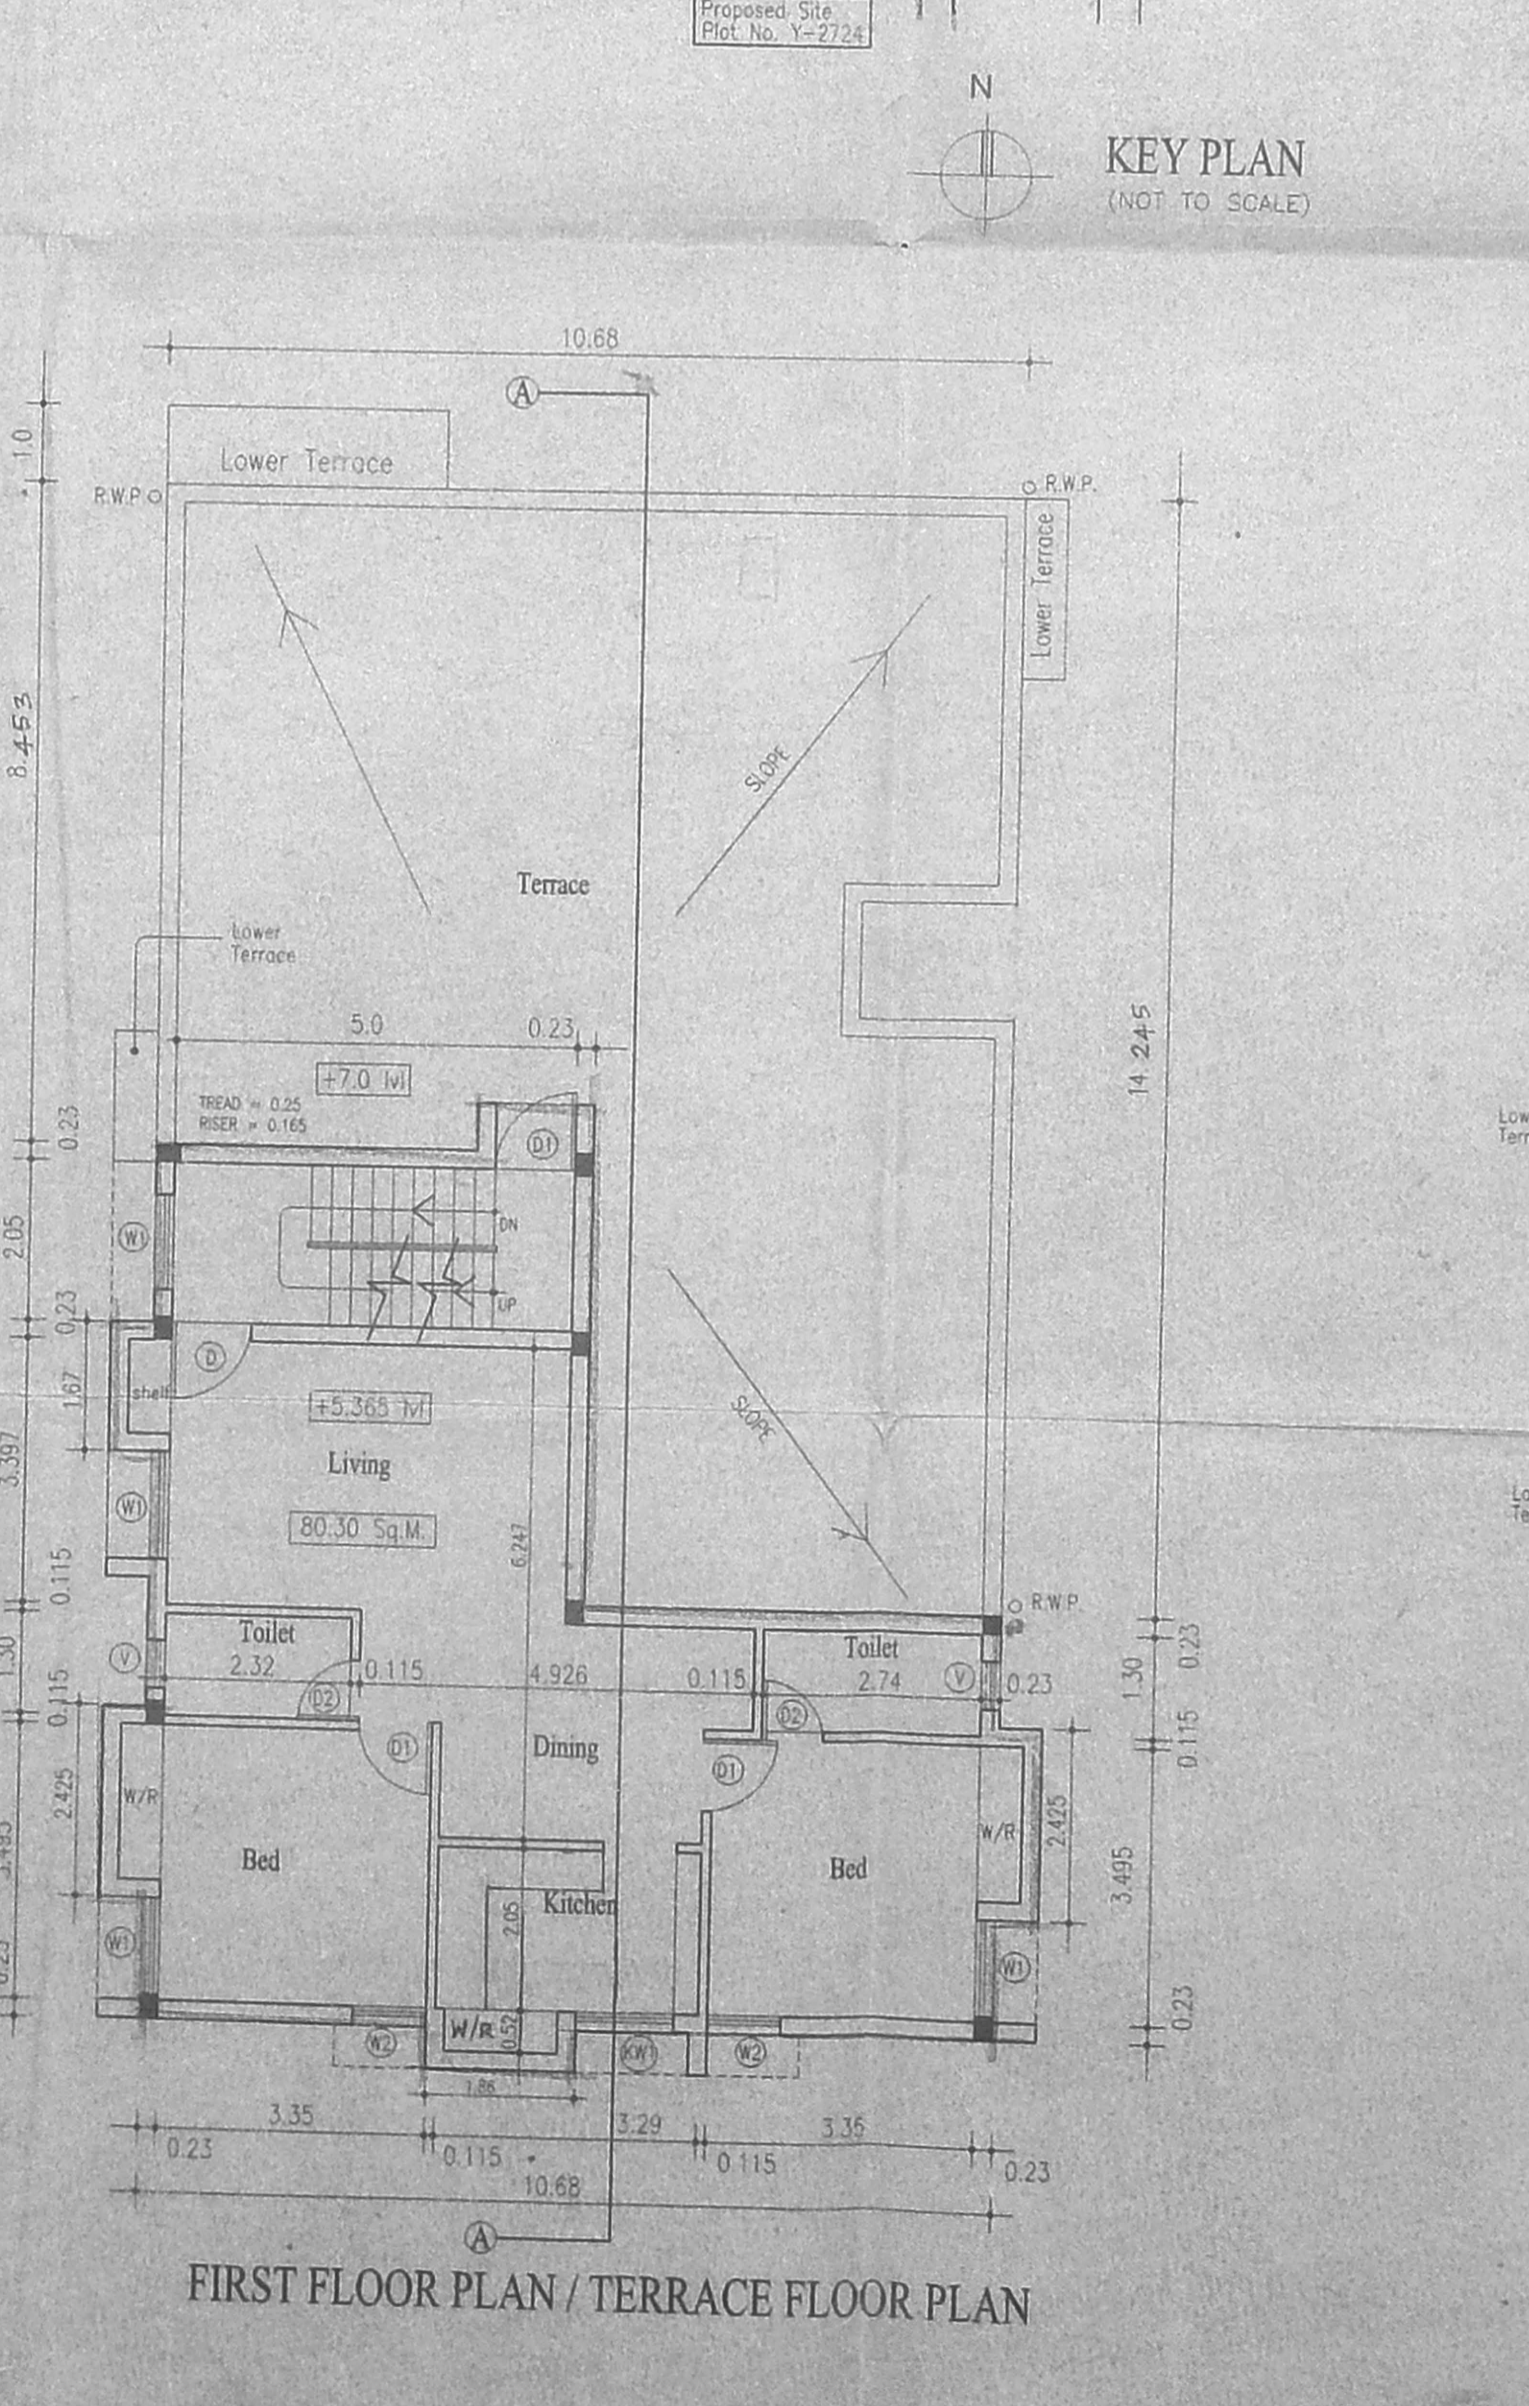 Proposed Site
Plot No. Y-2724
N
KEY PLAN
(NOT TO SCALE)
10.68
A
1.0
Lower Terrace
R.W.P
R.W.P.
Lower Terrace
8.453
SLOPE
Terrace
Lower
Terrace
5.0
0.23
14.245
+7.0 lvl
TREAD = 0.25
RISER = 0.165
0.23
D1
2.05
W1
DN
UP
0.23
D
1.67
shelf
+5.365 lvl
SLOPE
3.397
Living
W1
80.30 Sq.M.
6.247
0.115
R.W.P.
Toilet
Toilet
V
2.32
0.115
4.926
0.115
2.74
V
0.23
1.30
0.23
1.30
0.115
D2
D2
0.115
D1
Dining
D1
2.425
W/R
W/R
2.425
Bed
Bed
3.495
Kitchen
2.05
W1
W1
0.23
W/R
0.52
W2
KW1
W2
1.86
3.35
3.29
3.35
0.23
0.115
0.115
0.23
10.68
A
FIRST FLOOR PLAN / TERRACE FLOOR PLAN